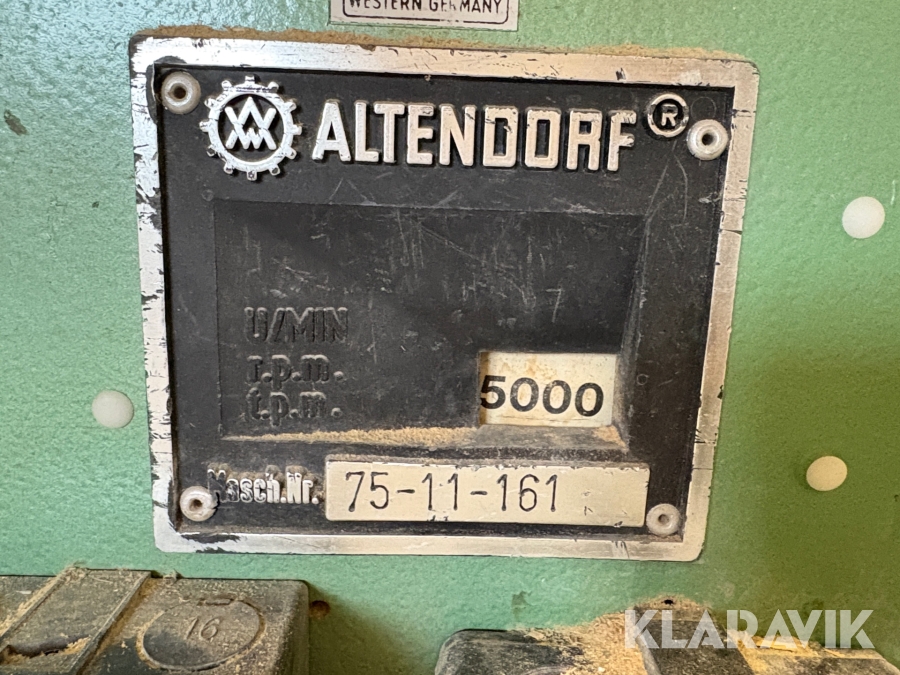 WESTERN GERMANY
ALTENDORF®
U/MIN
r.p.m.
t.p.m.
5000
Masch.Nr. 75-11-161
16
KLARAVIK